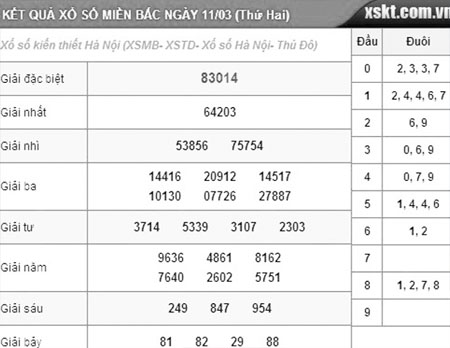 KẾT QUẢ XỔ SỐ MIỀN BẮC NGÀY 11/03 (Thứ Hai)
xskt.com.vn
Xổ số kiến thiết Hà Nội (XSMB- XSTD- Xổ số Hà Nội- Thủ Đô)
Giải đặc biệt 83014
Giải nhất 64203
Giải nhì 53856 75754
Giải ba 14416 20912 14517
10130 07726 27887
Giải tư 3714 5339 3107 2303
Giải năm 9636 4861 8162
7640 2602 5751
Giải sáu 249 847 954
Giải bảy 81 82 29 88
Đầu Đuôi
0 2, 3, 3, 7
1 2, 4, 4, 6, 7
2 6, 9
3 0, 6, 9
4 0, 7, 9
5 1, 4, 4, 6
6 1, 2
7
8 1, 2, 7, 8
9